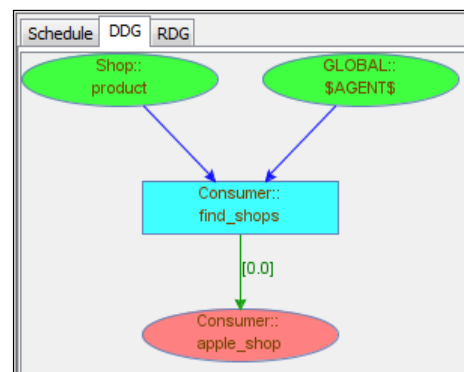 Schedule DDG RDG
Shop::
product
GLOBAL::
$AGENT$
Consumer::
find_shops
[0.0]
Consumer::
apple_shop